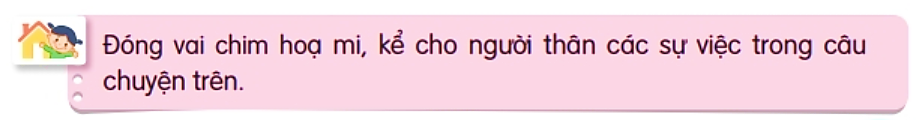 Đóng vai chim hoạ mi, kể cho người thân các sự việc trong câu
chuyện trên.